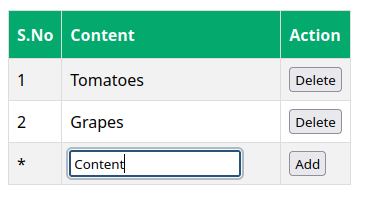 S.No Content Action
1 Tomatoes Delete
2 Grapes Delete
* Content Add